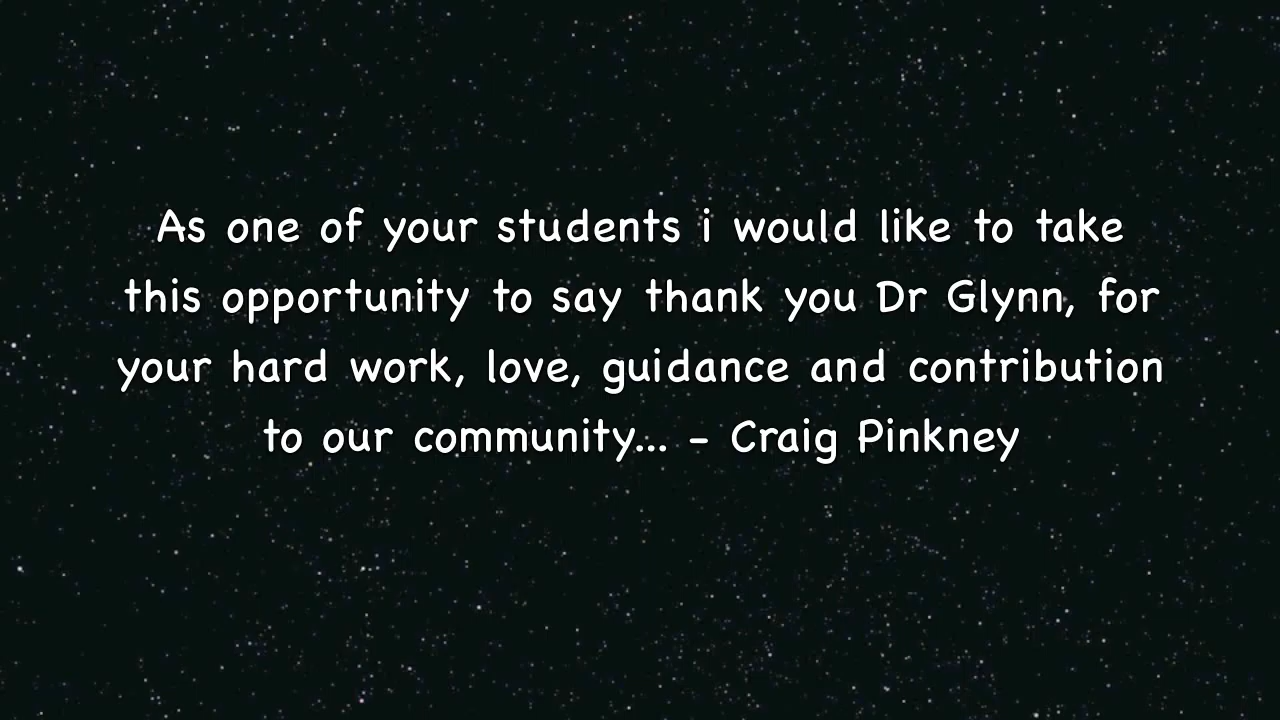 As one of your students i would like to take
this opportunity to say thank you Dr Glynn, for
your hard work, love, guidance and contribution
to our community... - Craig Pinkney